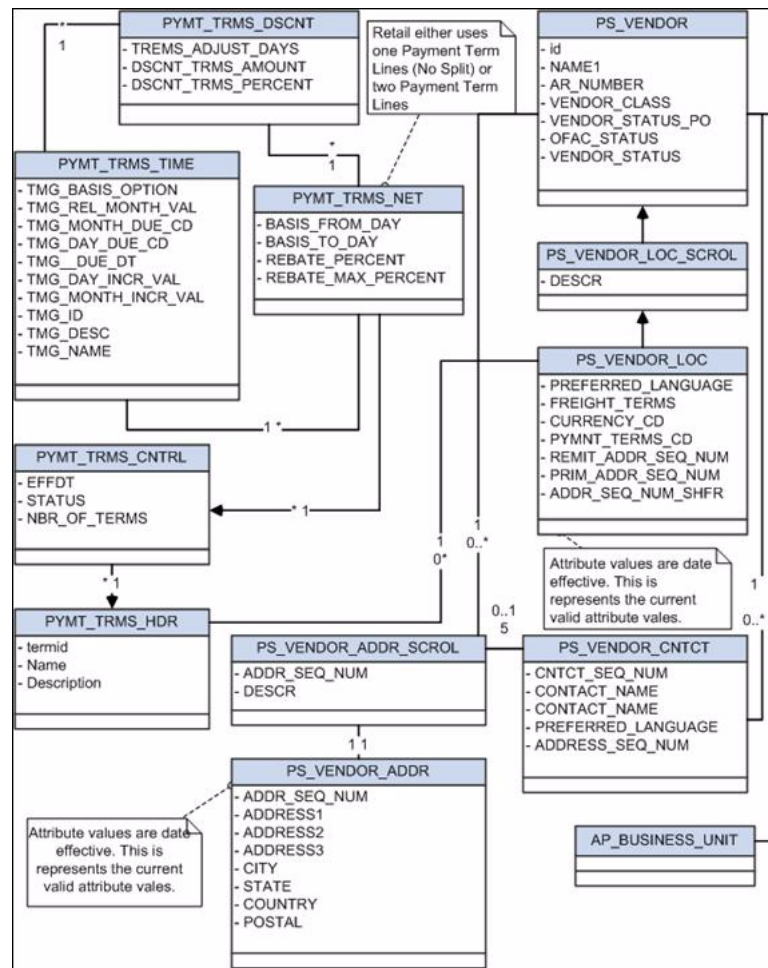 PYMT_TRMS_DSCNT
- TREMS_ADJUST_DAYS
- DSCNT_TRMS_AMOUNT
- DSCNT_TRMS_PERCENT
*
1
Retail either uses
one Payment Term
Lines (No Split) or
two Payment Term
Lines
PS_VENDOR
- id
- NAME1
- AR_NUMBER
- VENDOR_CLASS
- VENDOR_STATUS_PO
- OFAC_STATUS
- VENDOR_STATUS
*
1
PYMT_TRMS_TIME
- TMG_BASIS_OPTION
- TMG_REL_MONTH_VAL
- TMG_MONTH_DUE_CD
- TMG_DAY_DUE_CD
- TMG__DUE_DT
- TMG_DAY_INCR_VAL
- TMG_MONTH_INCR_VAL
- TMG_ID
- TMG_DESC
- TMG_NAME
PYMT_TRMS_NET
- BASIS_FROM_DAY
- BASIS_TO_DAY
- REBATE_PERCENT
- REBATE_MAX_PERCENT
PS_VENDOR_LOC_SCROL
- DESCR
PS_VENDOR_LOC
- PREFERRED_LANGUAGE
- FREIGHT_TERMS
- CURRENCY_CD
- PYMNT_TERMS_CD
- REMIT_ADDR_SEQ_NUM
- PRIM_ADDR_SEQ_NUM
- ADDR_SEQ_NUM_SHFR
1 *
PYMT_TRMS_CNTRL
- EFFDT
- STATUS
- NBR_OF_TERMS
* 1
1
0*
1
0..*
Attribute values are date
effective. This is
represents the current
valid attribute vales.
1
0..*
* 1
PYMT_TRMS_HDR
- termid
- Name
- Description
0..1
5
PS_VENDOR_ADDR_SCROL
- ADDR_SEQ_NUM
- DESCR
PS_VENDOR_CNTCT
- CNTCT_SEQ_NUM
- CONTACT_NAME
- CONTACT_NAME
- PREFERRED_LANGUAGE
- ADDRESS_SEQ_NUM
1 1
PS_VENDOR_ADDR
- ADDR_SEQ_NUM
- ADDRESS1
- ADDRESS2
- ADDRESS3
- CITY
- STATE
- COUNTRY
- POSTAL
Attribute values are date
effective. This is
represents the current
valid attribute vales.
AP_BUSINESS_UNIT